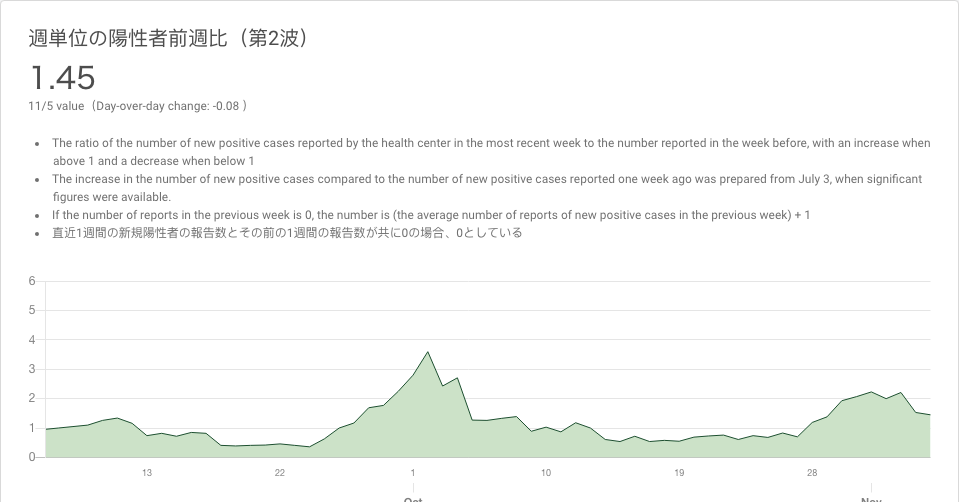 週単位の陽性者前週比（第2波）
1.45
11/5 value（Day-over-day change: -0.08 ）
• The ratio of the number of new positive cases reported by the health center in the most recent week to the number reported in the week before, with an increase when
above 1 and a decrease when below 1
• The increase in the number of new positive cases compared to the number of new positive cases reported one week ago was prepared from July 3, when significant
figures were available.
• If the number of reports in the previous week is 0, the number is (the average number of reports of new positive cases in the previous week) + 1
• 直近1週間の新規陽性者の報告数とその前の1週間の報告数が共に0の場合、0としている
6
5
4
3
2
1
0
13 22 1 10 19 28
Oct Nov